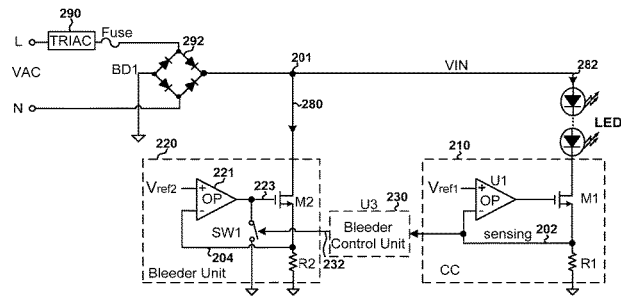 290
L
TRIAC
Fuse
292
201
VIN
282
VAC
BD1
280
N
LED
220
210
221
Vref2
+
-
OP
223
M2
U3
230
Vref1
+
-
U1
OP
M1
SW1
Bleeder
Control Unit
sensing
202
204
R2
232
R1
Bleeder Unit
CC